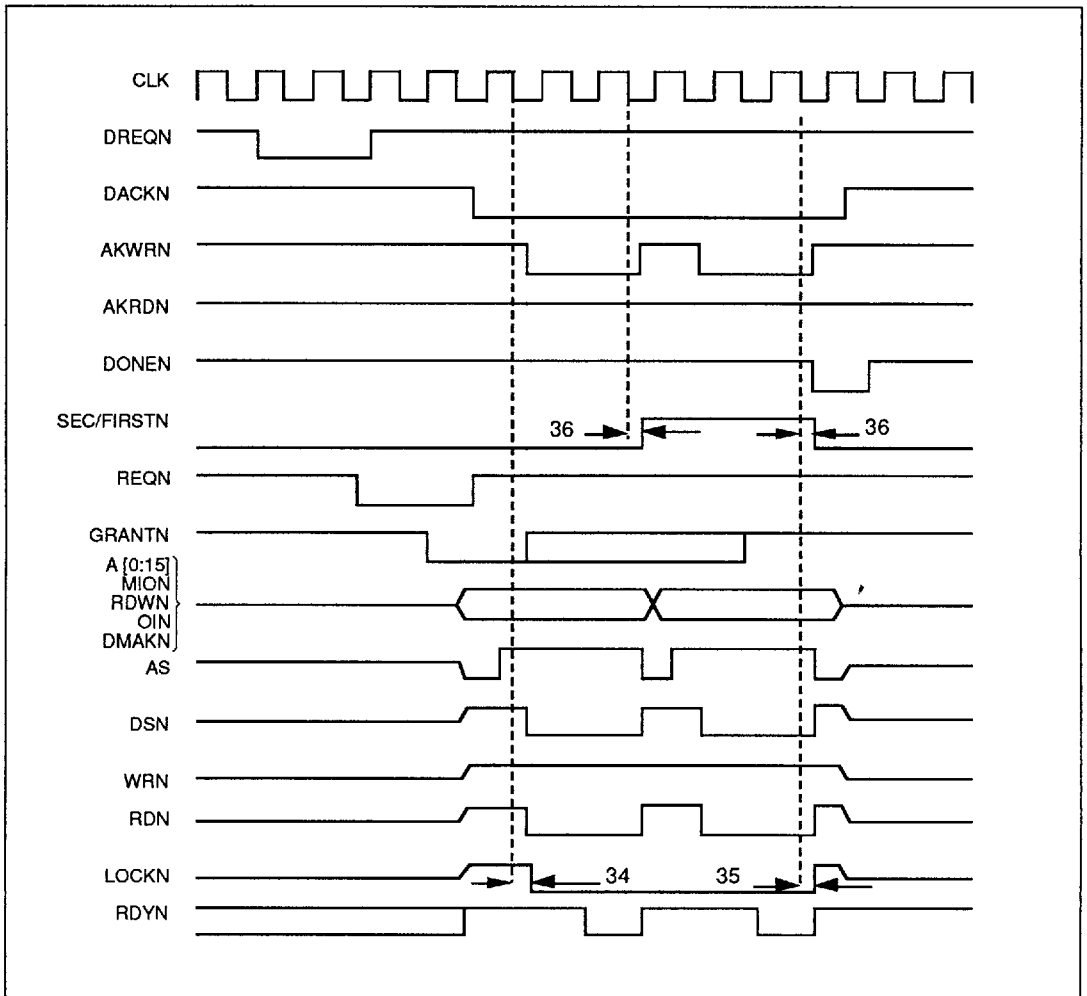 CLK
DREQN
DACKN
AKWRN
AKRDN
DONEN
SEC/FIRSTN
36
36
REQN
GRANTN
A [0:15]
MION
RDWN
OIN
DMAKN
AS
DSN
WRN
RDN
LOCKN
34
35
RDYN